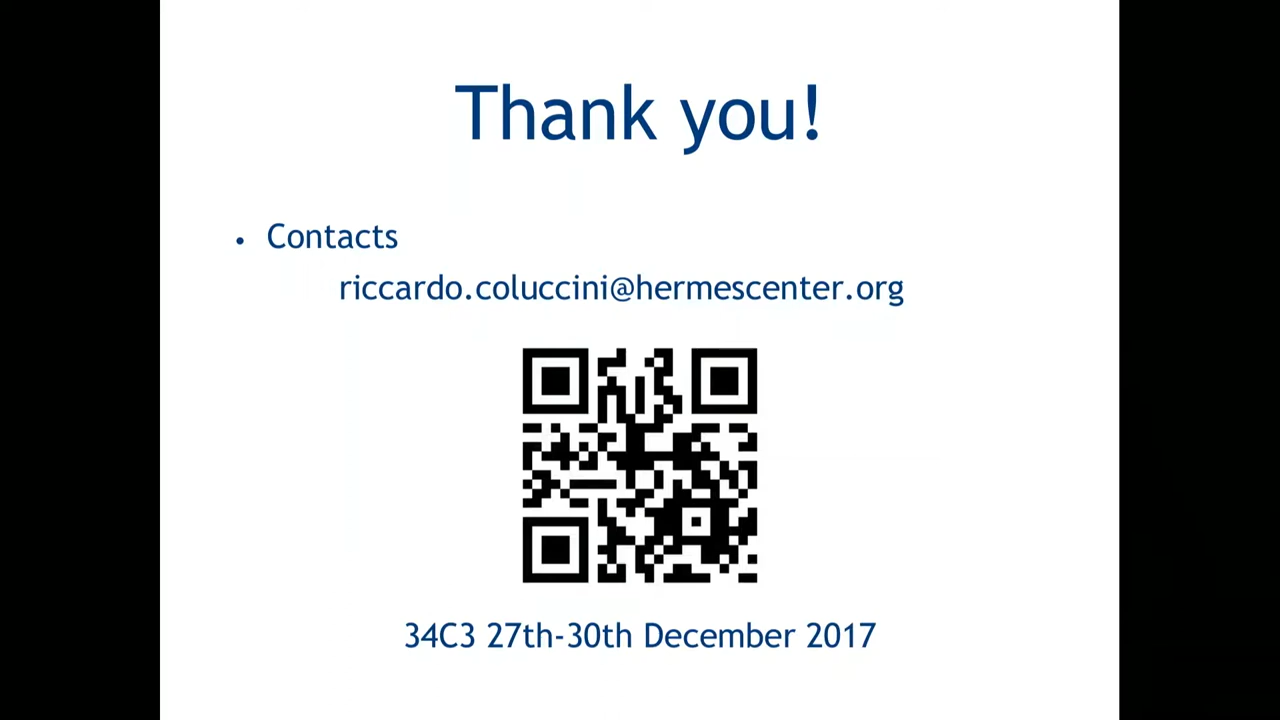 Thank you!
• Contacts
riccardo.coluccini@hermescenter.org
34C3 27th-30th December 2017